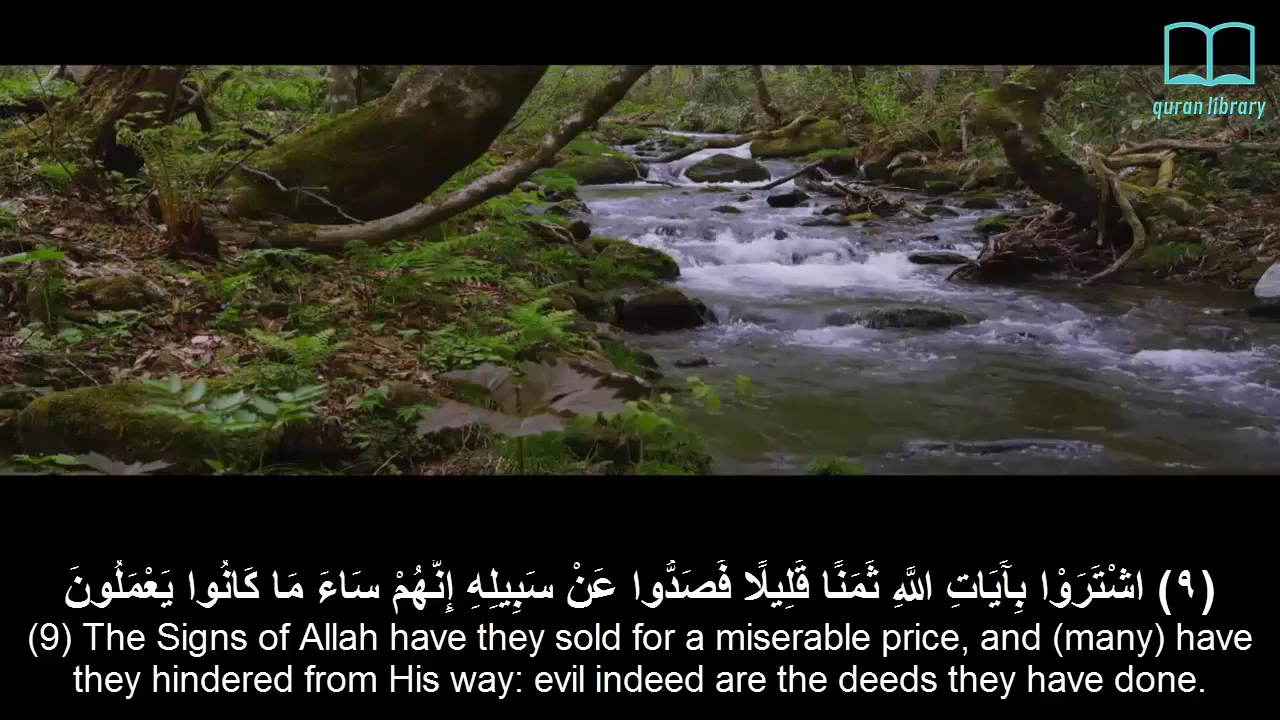 quran library
(٩) اشْتَرَوْا بِآَيَاتِ اللَّهِ ثَمَنًا قَلِيلًا فَصَدُّوا عَنْ سَبِيلِهِ إِنَّهُمْ سَاءَ مَا كَانُوا يَعْمَلُونَ
(9) The Signs of Allah have they sold for a miserable price, and (many) have
they hindered from His way: evil indeed are the deeds they have done.